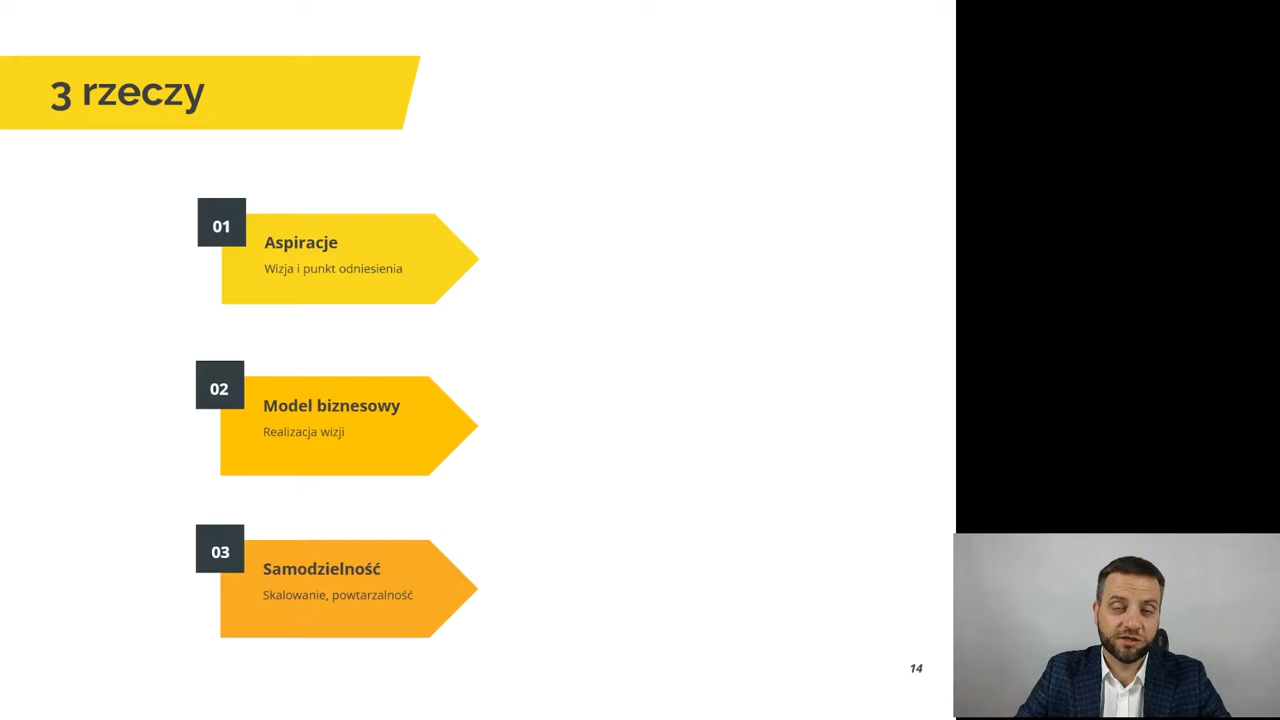 3 rzeczy
01
Aspiracje
Wizja i punkt odniesienia
02
Model biznesowy
Realizacja wizji
03
Samodzielność
Skalowanie, powtarzalność
14